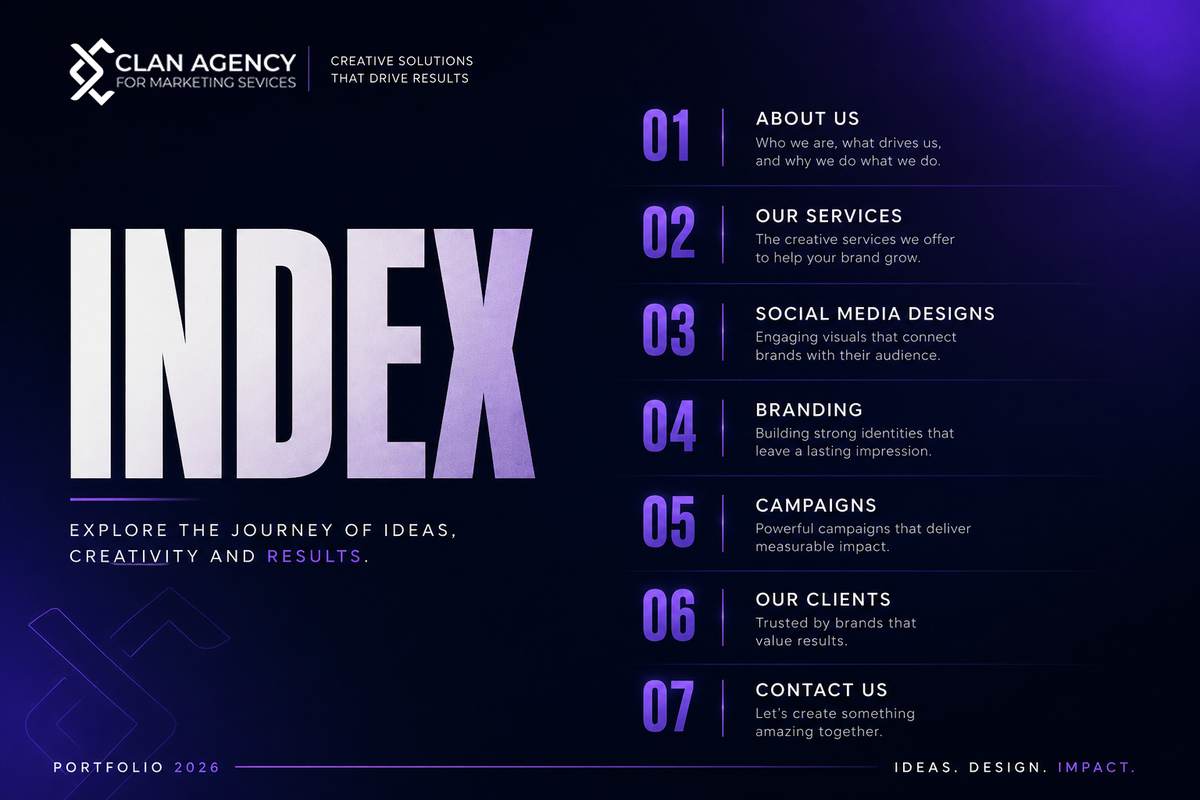 CLAN AGENCY
FOR MARKETING SEVICES
CREATIVE SOLUTIONS
THAT DRIVE RESULTS
INDEX
EXPLORE THE JOURNEY OF IDEAS,
CREATIVITY AND RESULTS.
01
ABOUT US
Who we are, what drives us,
and why we do what we do.
02
OUR SERVICES
The creative services we offer
to help your brand grow.
03
SOCIAL MEDIA DESIGNS
Engaging visuals that connect
brands with their audience.
04
BRANDING
Building strong identities that
leave a lasting impression.
05
CAMPAIGNS
Powerful campaigns that deliver
measurable impact.
06
OUR CLIENTS
Trusted by brands that
value results.
07
CONTACT US
Let's create something
amazing together.
PORTFOLIO 2026
IDEAS. DESIGN. IMPACT.